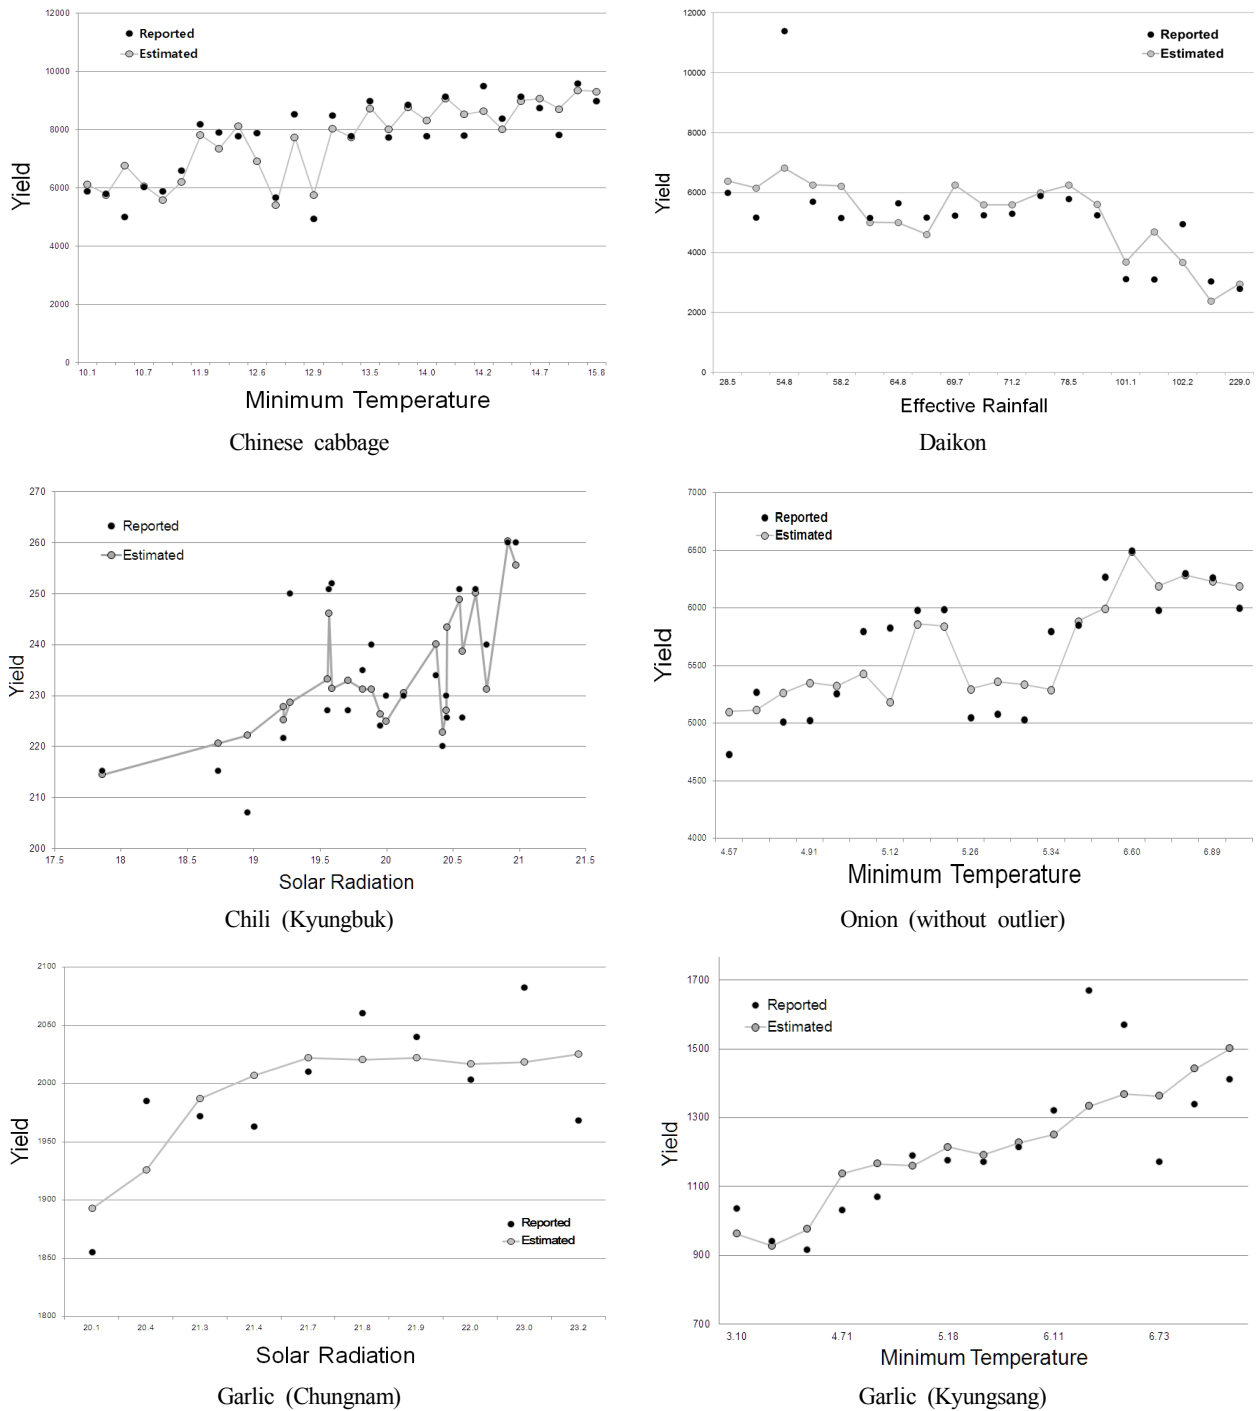 12000
10000
8000
6000
4000
2000
0
Yield
Reported
Estimated
10.1 10.7 11.9 12.6 12.9 13.5 14.0 14.2 14.7 15.8
Minimum Temperature
Chinese cabbage
12000
10000
8000
6000
4000
2000
0
Yield
Reported
Estimated
28.5 54.8 58.2 64.8 69.7 71.2 78.5 101.1 102.2 229.0
Effective Rainfall
Daikon
270
260
250
240
230
220
210
200
Yield
Reported
Estimated
17.5 18 18.5 19 19.5 20 20.5 21 21.5
Solar Radiation
Chili (Kyungbuk)
7000
6500
6000
5500
5000
4500
4000
Yield
Reported
Estimated
4.57 4.91 5.12 5.26 5.34 6.60 6.89
Minimum Temperature
Onion (without outlier)
2100
2050
2000
1950
1900
1850
1800
Yield
Reported
Estimated
20.1 20.4 21.3 21.4 21.7 21.8 21.9 22.0 23.0 23.2
Solar Radiation
Garlic (Chungnam)
1700
1500
1300
1100
900
700
Yield
Reported
Estimated
3.10 4.71 5.18 6.11 6.73
Minimum Temperature
Garlic (Kyungsang)